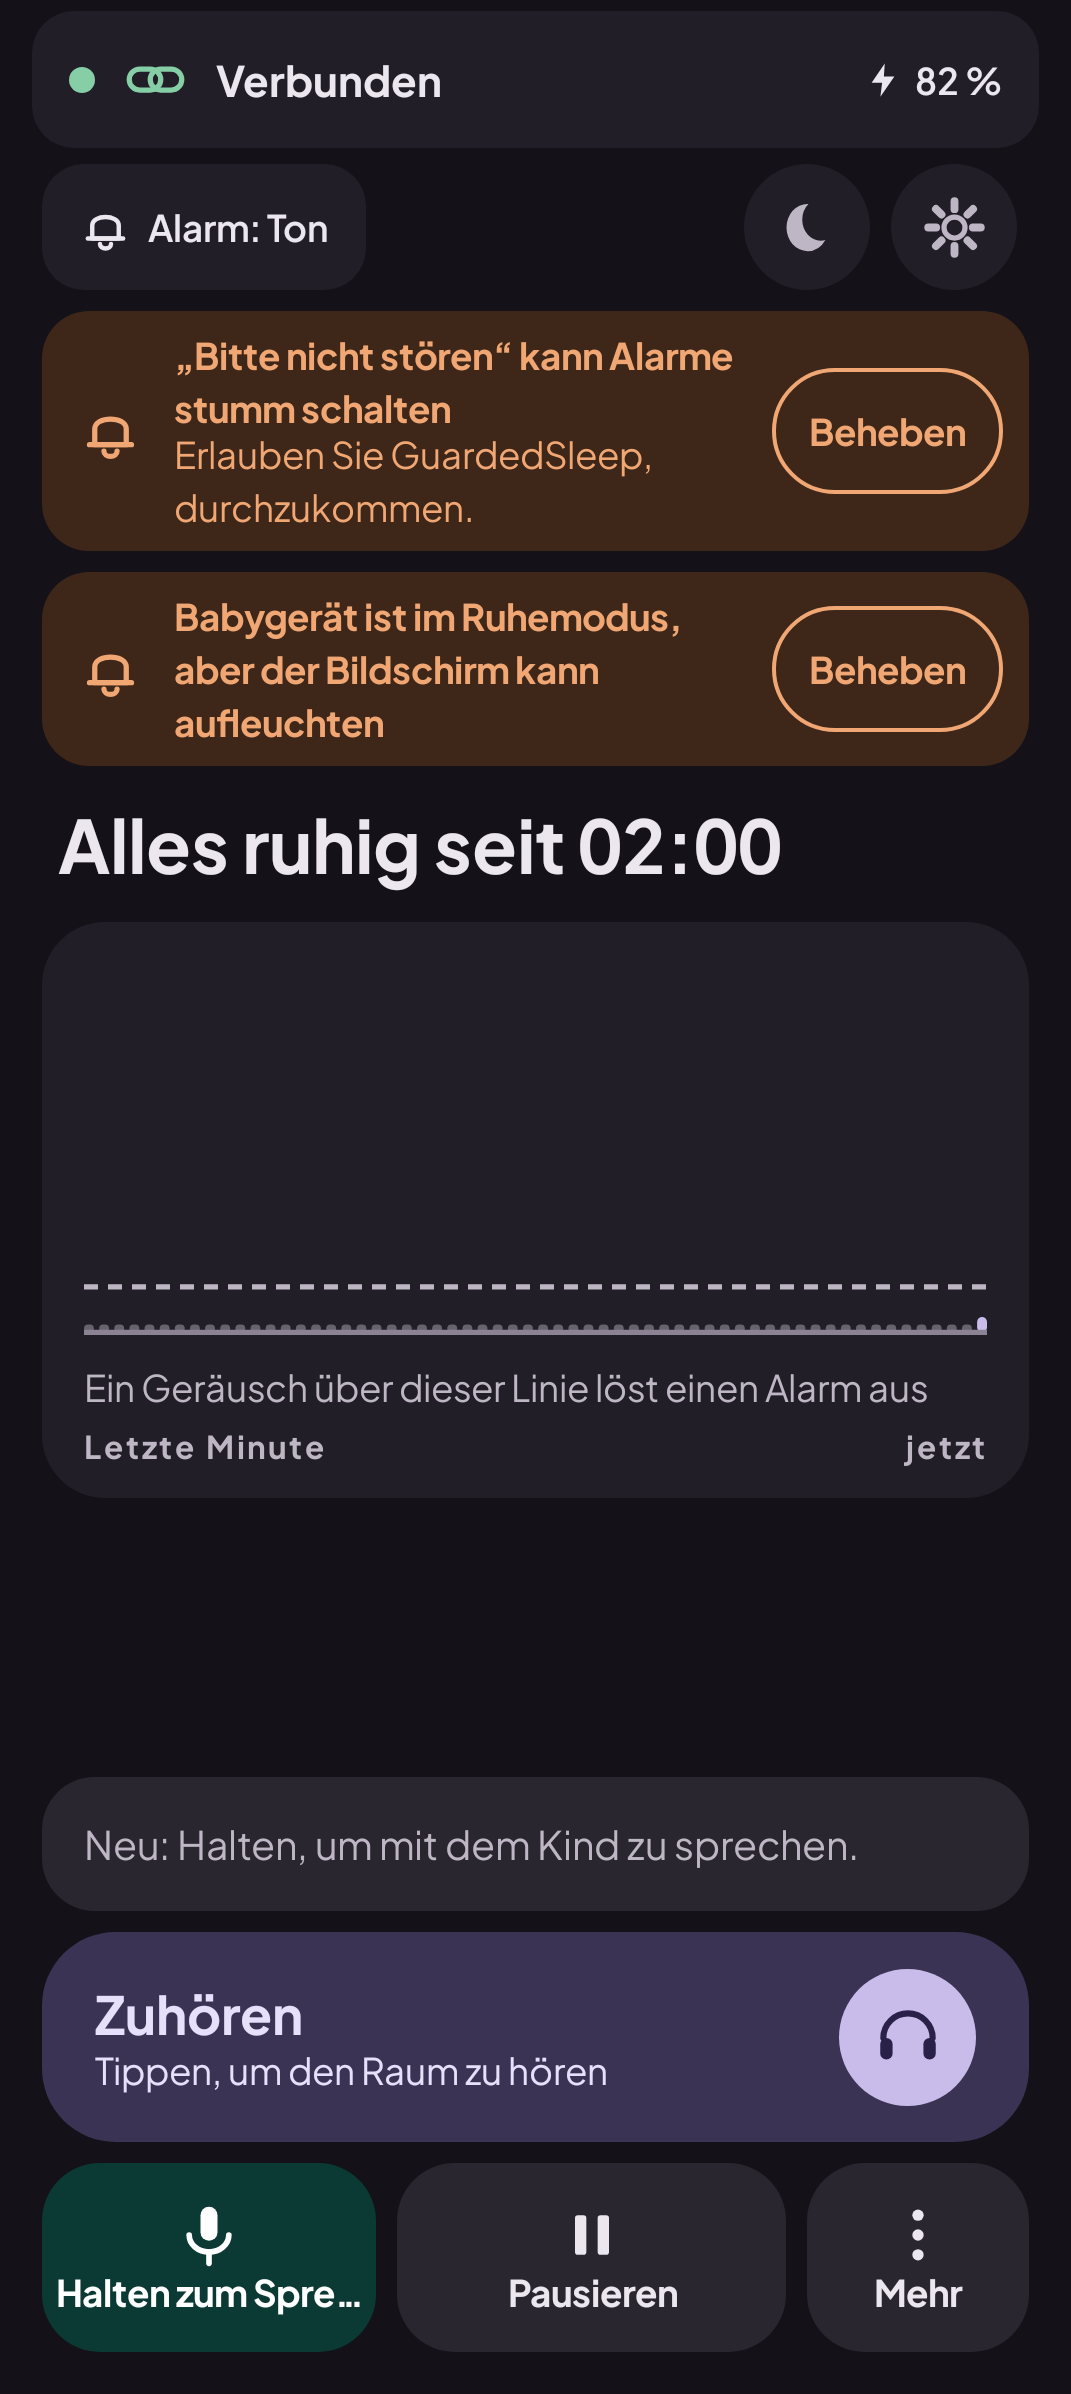 Verbunden
82 %
Alarm: Ton
„Bitte nicht stören“ kann Alarme
stumm schalten
Erlauben Sie GuardedSleep,
durchzukommen.
Beheben
Babygerät ist im Ruhemodus,
aber der Bildschirm kann
aufleuchten
Beheben
Alles ruhig seit 02:00
Ein Geräusch über dieser Linie löst einen Alarm aus
Letzte Minute
jetzt
Neu: Halten, um mit dem Kind zu sprechen.
Zuhören
Tippen, um den Raum zu hören
Halten zum Spre...
Pausieren
Mehr